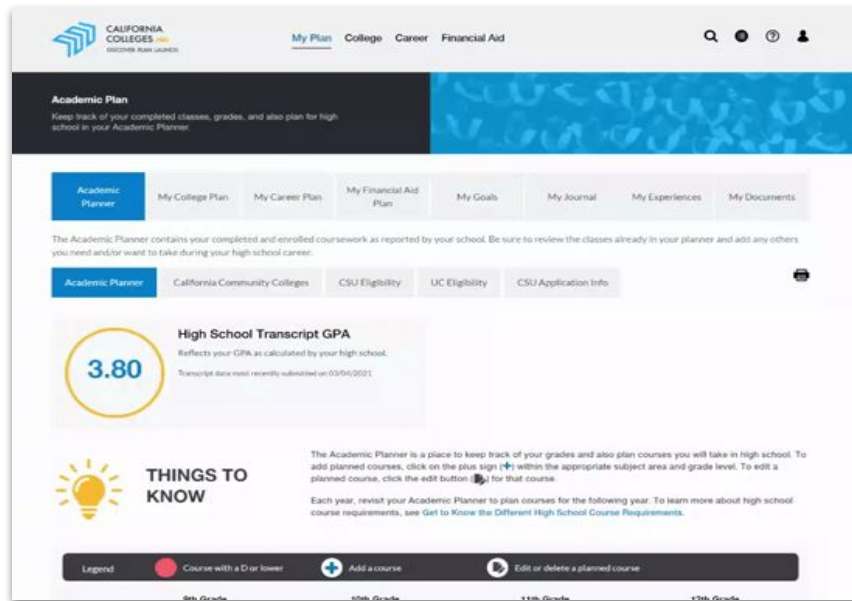 CALIFORNIA
COLLEGES
DISCOVER PLAN LAUNCH
My Plan College Career Financial Aid
Academic Plan
Keep track of your completed classes, grades, and also plan for high
school in your Academic Planner.
Academic
Planner
My College Plan
My Career Plan
My Financial Aid
Plan
My Goals
My Journal
My Experiences
My Documents
The Academic Planner contains your completed and enrolled coursework as reported by your school. Be sure to review the classes already in your planner and add any others
you need and/or want to take during your high school career.
Academic Planner California Community Colleges CSU Eligibility UC Eligibility CSU Application Info
3.80
High School Transcript GPA
Reflects your GPA as calculated by your high school.
Transcript data most recently submitted on 03/04/2021
THINGS TO
KNOW
The Academic Planner is a place to keep track of your grades and also plan courses you will take in high school. To
add planned courses, click on the plus sign (+) within the appropriate subject area and grade level. To edit a
planned course, click the edit button () for that course.
Each year, revisit your Academic Planner to plan courses for the following year. To learn more about high school
course requirements, see Get to Know the Different High School Course Requirements.
Legend Course with a D or lower Add a course Edit or delete a planned course
9th Grade 10th Grade 11th Grade 12th Grade